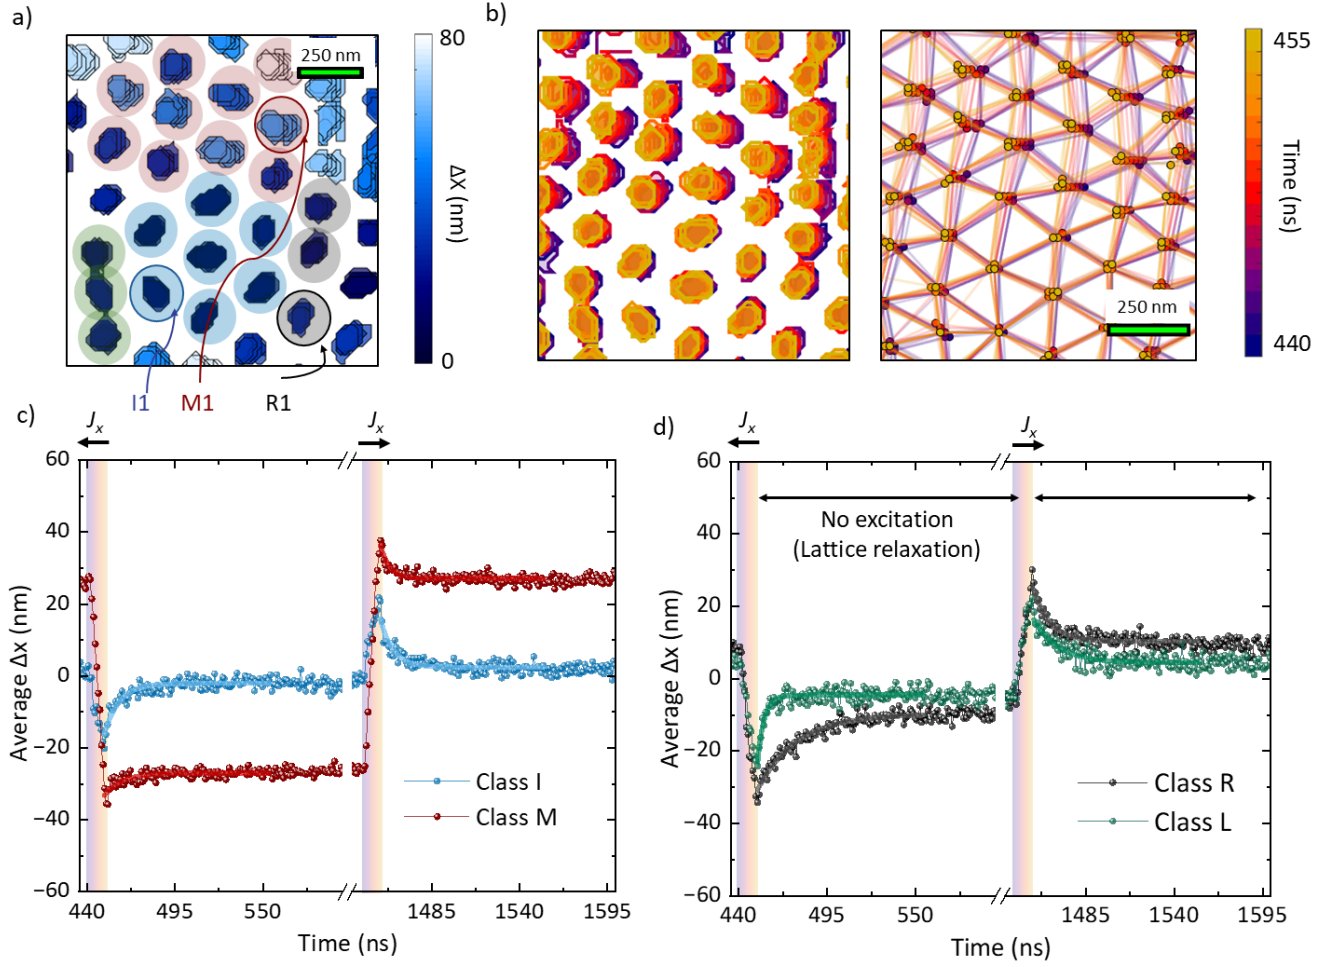 a)
250 nm
80
Δx (nm)
0
I1
M1
R1
b)
250 nm
455
Time (ns)
440
c)
Jx
Jx
60
40
20
0
−20
−40
−60
Average Δx (nm)
Class I
Class M
440
495
550
1485
1540
1595
Time (ns)
d)
Jx
Jx
60
40
20
0
−20
−40
−60
Average Δx (nm)
No excitation
(Lattice relaxation)
Class R
Class L
440
495
550
1485
1540
1595
Time (ns)